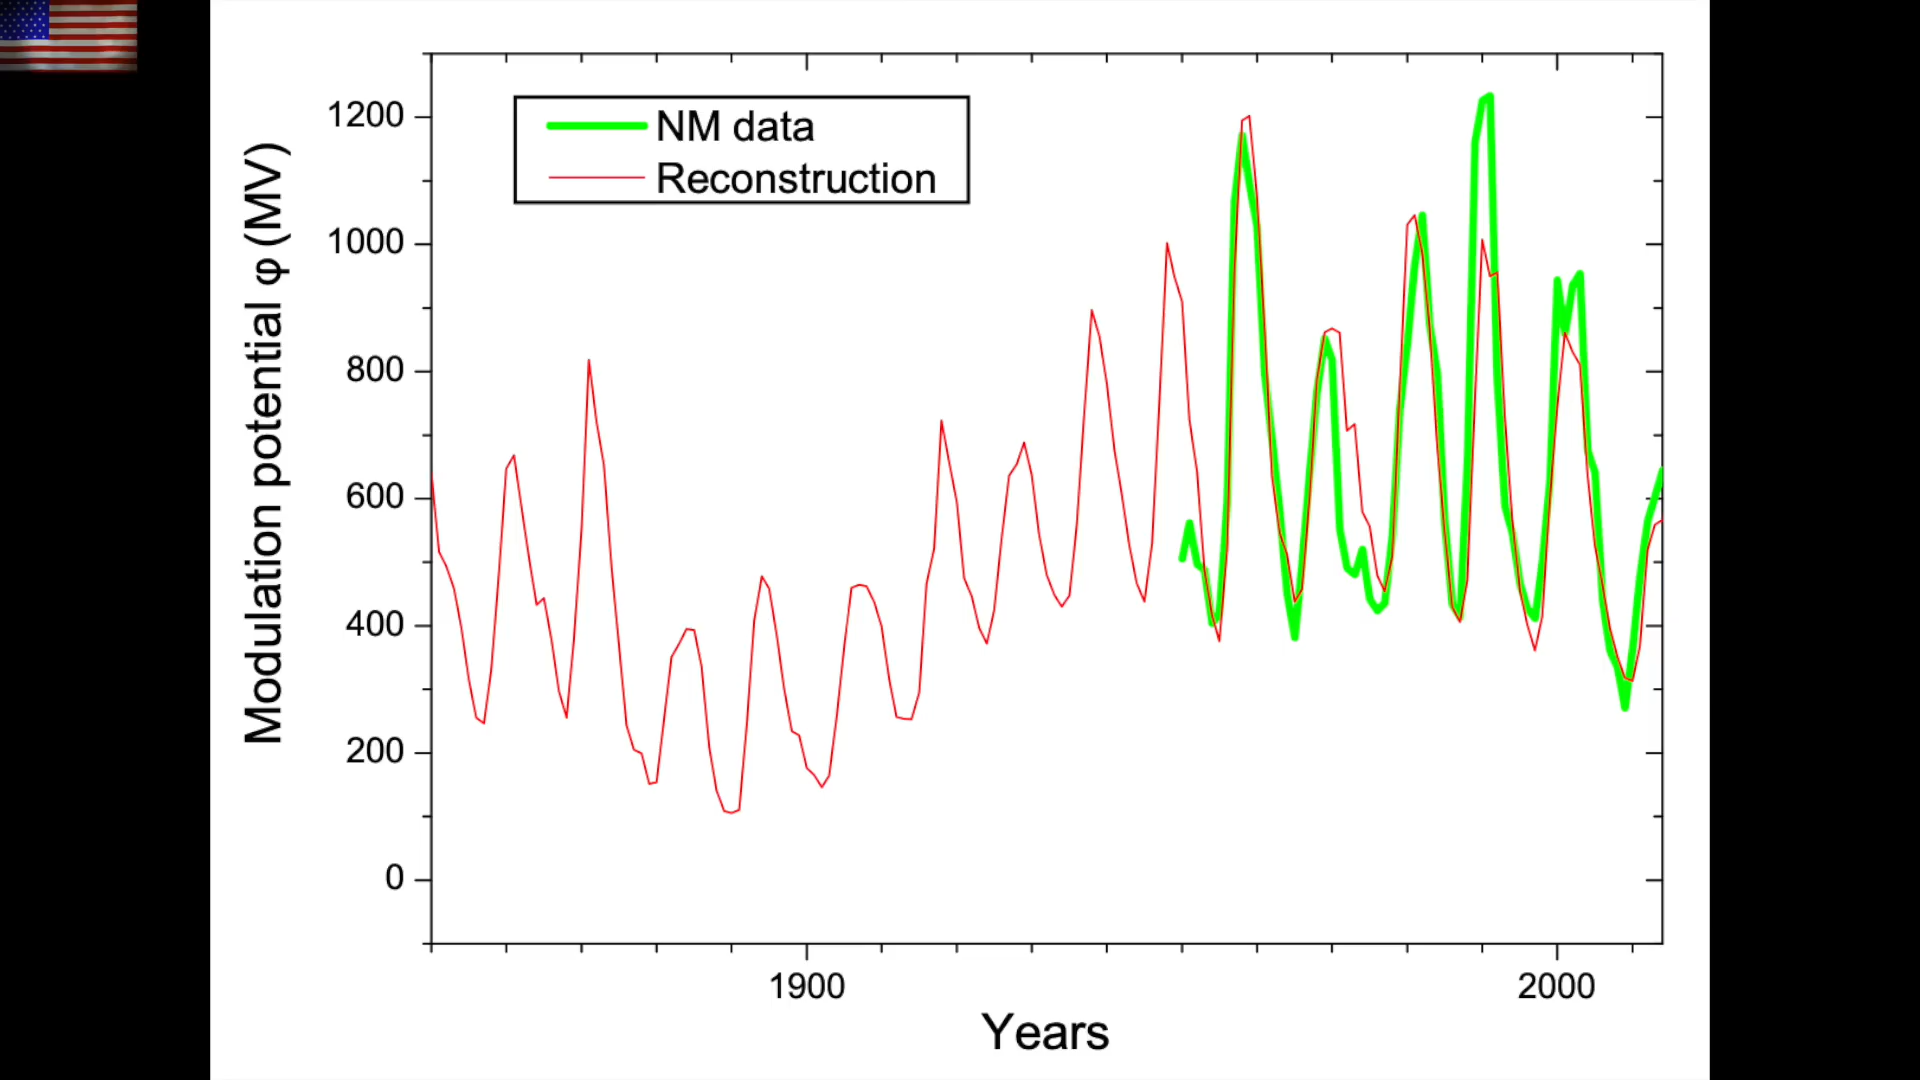 NM data
Reconstruction
Modulation potential φ (MV)
1200
1000
800
600
400
200
0
1900
2000
Years